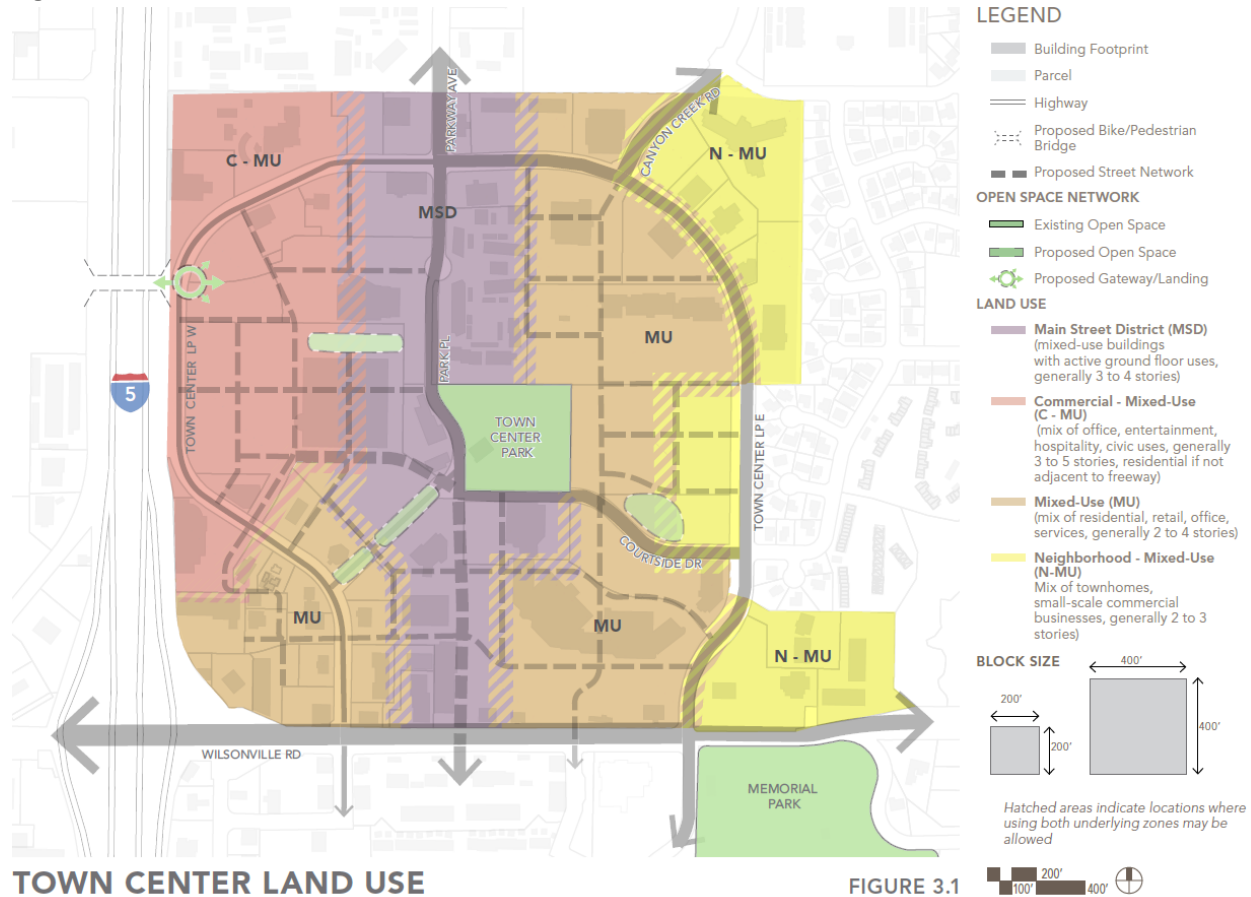 LEGEND
Building Footprint
Parcel
Highway
Proposed Bike/Pedestrian
Bridge
Proposed Street Network
OPEN SPACE NETWORK
Existing Open Space
Proposed Open Space
Proposed Gateway/Landing
LAND USE
Main Street District (MSD)
(mixed-use buildings
with active ground floor uses,
generally 3 to 4 stories)
Commercial - Mixed-Use
(C - MU)
(mix of office, entertainment,
hospitality, civic uses, generally
3 to 5 stories, residential if not
adjacent to freeway)
Mixed-Use (MU)
(mix of residential, retail, office,
services, generally 2 to 4 stories)
Neighborhood - Mixed-Use
(N-MU)
Mix of townhomes,
small-scale commercial
businesses, generally 2 to 3
stories)
BLOCK SIZE
400'
200'
200'
400'
Hatched areas indicate locations where
using both underlying zones may be
allowed
200'
100'
400'
PARKWAY AVE
CANYON CREEK RD
C - MU
N - MU
MSD
MU
TOWN CENTER LP W
PARK PL
5
TOWN
CENTER
PARK
TOWN CENTER LP E
COURTSIDE DR
MU
MU
N - MU
WILSONVILLE RD
MEMORIAL
PARK
TOWN CENTER LAND USE
FIGURE 3.1